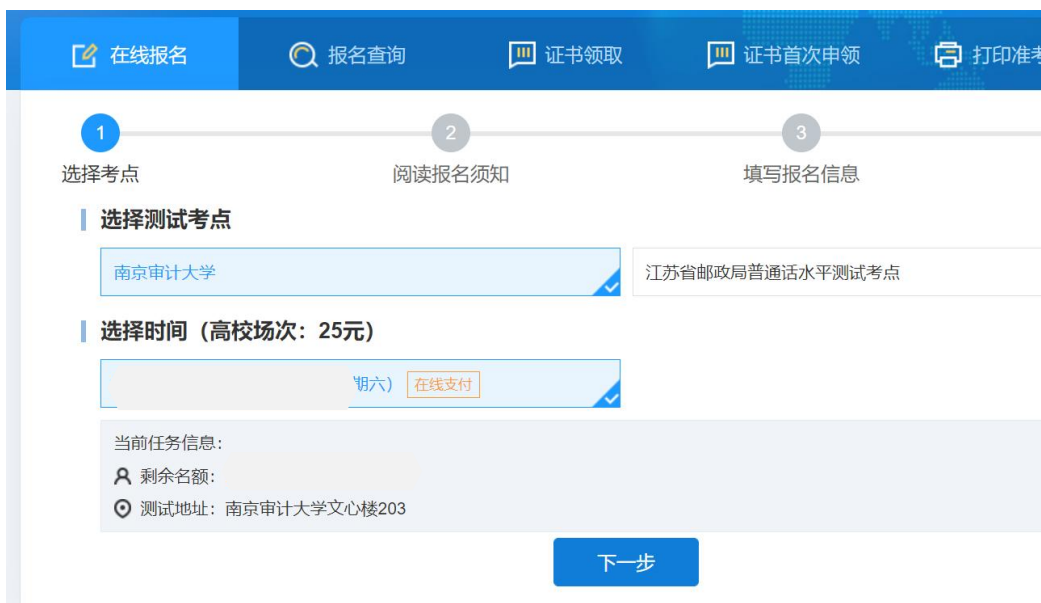 在线报名 报名查询 证书领取 证书首次申领 打印准考
1 2 3
选择考点 阅读报名须知 填写报名信息
选择测试考点
南京审计大学 江苏省邮政局普通话水平测试考点
选择时间（高校场次：25元）
期六） 在线支付
当前任务信息：
剩余名额：
测试地址：南京审计大学文心楼203
下一步